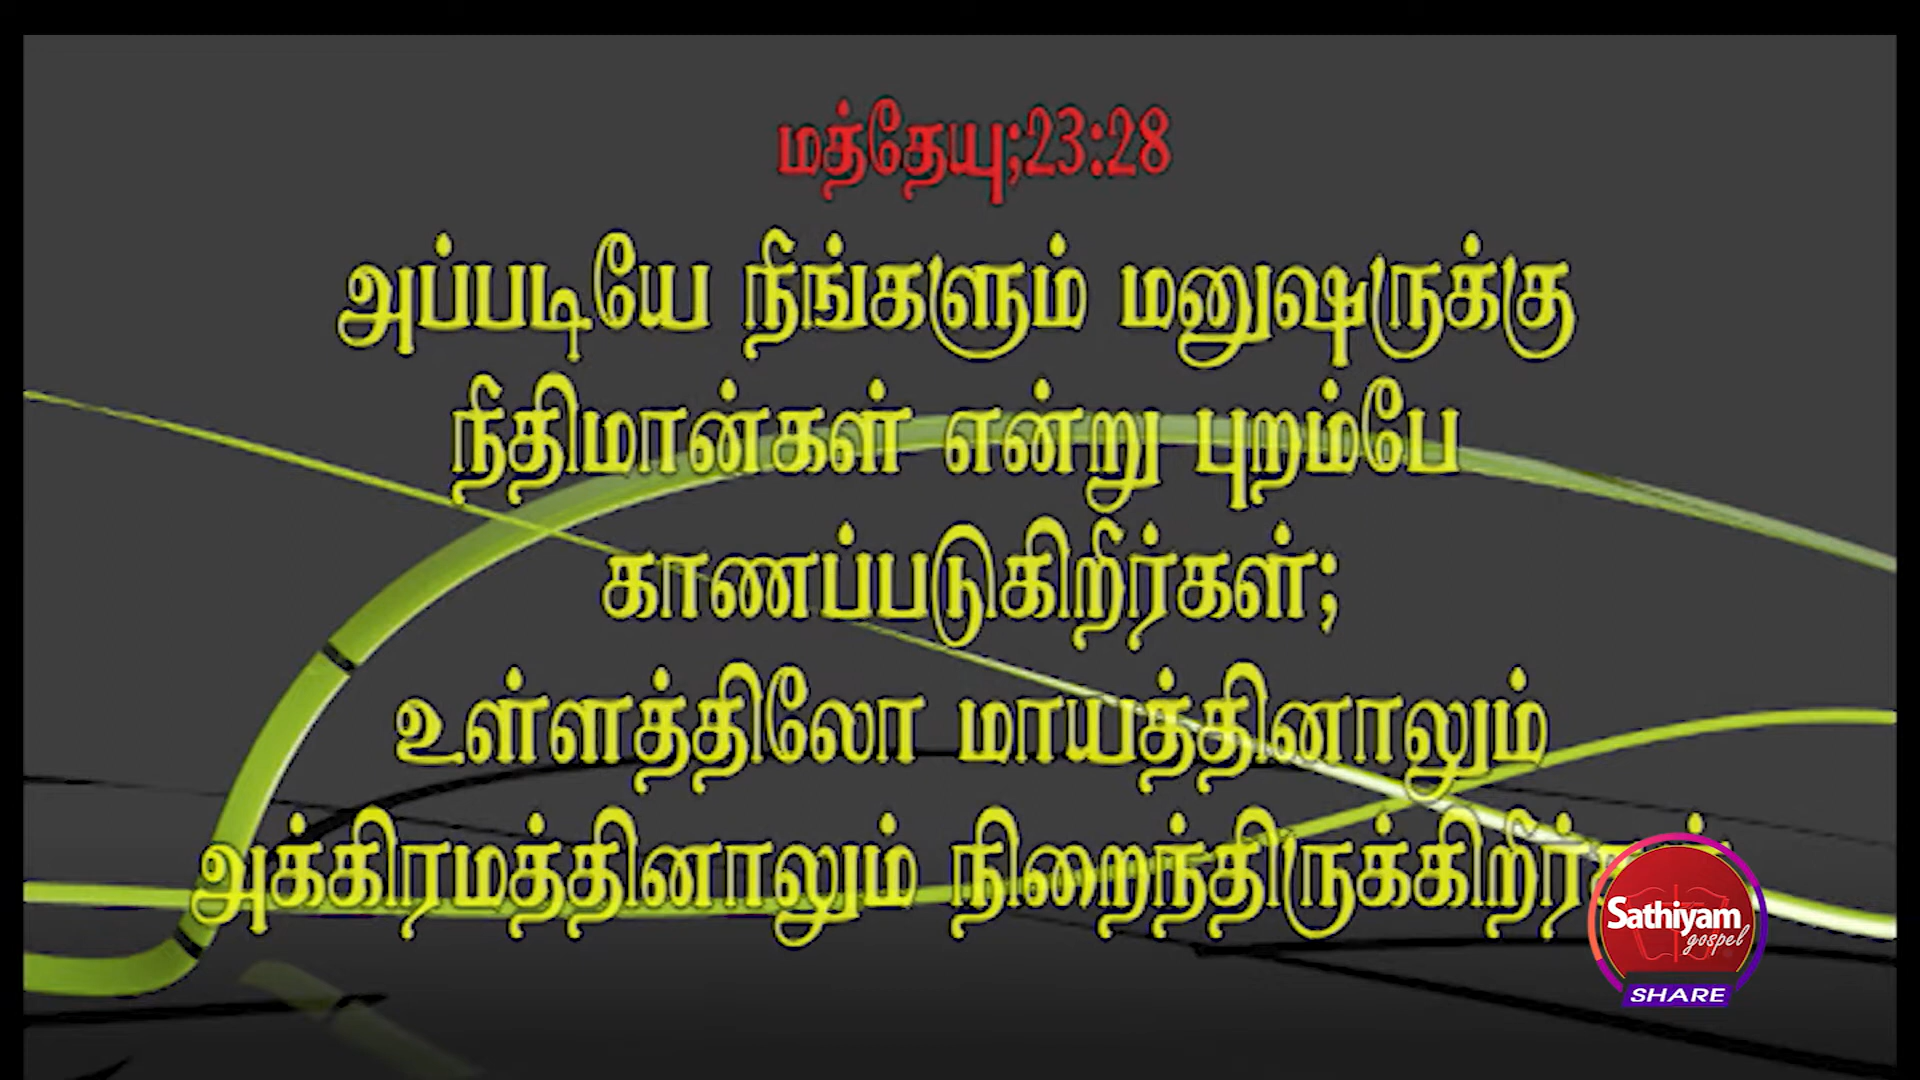 மத்தேயு;23:28
அப்படியே நீங்களும் மனுஷருக்கு
நீதிமான்கள் என்று புறம்பே
காணப்படுகிறீர்கள்;
உள்ளத்திலோ மாயத்தினாலும்
அக்கிரமத்தினாலும்
Sathiyam
gospel
SHARE